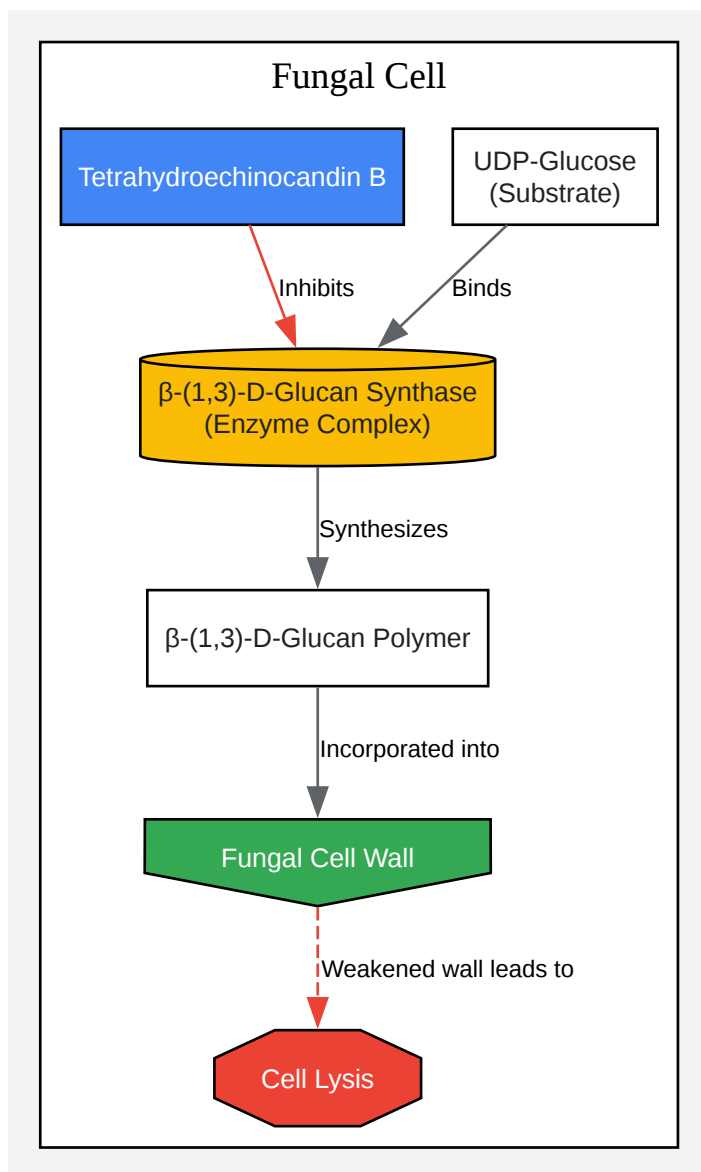 Fungal Cell
Tetrahydroechinocandin B
UDP-Glucose
(Substrate)
Inhibits
Binds
β-(1,3)-D-Glucan Synthase
(Enzyme Complex)
Synthesizes
β-(1,3)-D-Glucan Polymer
Incorporated into
Fungal Cell Wall
Weakened wall leads to
Cell Lysis